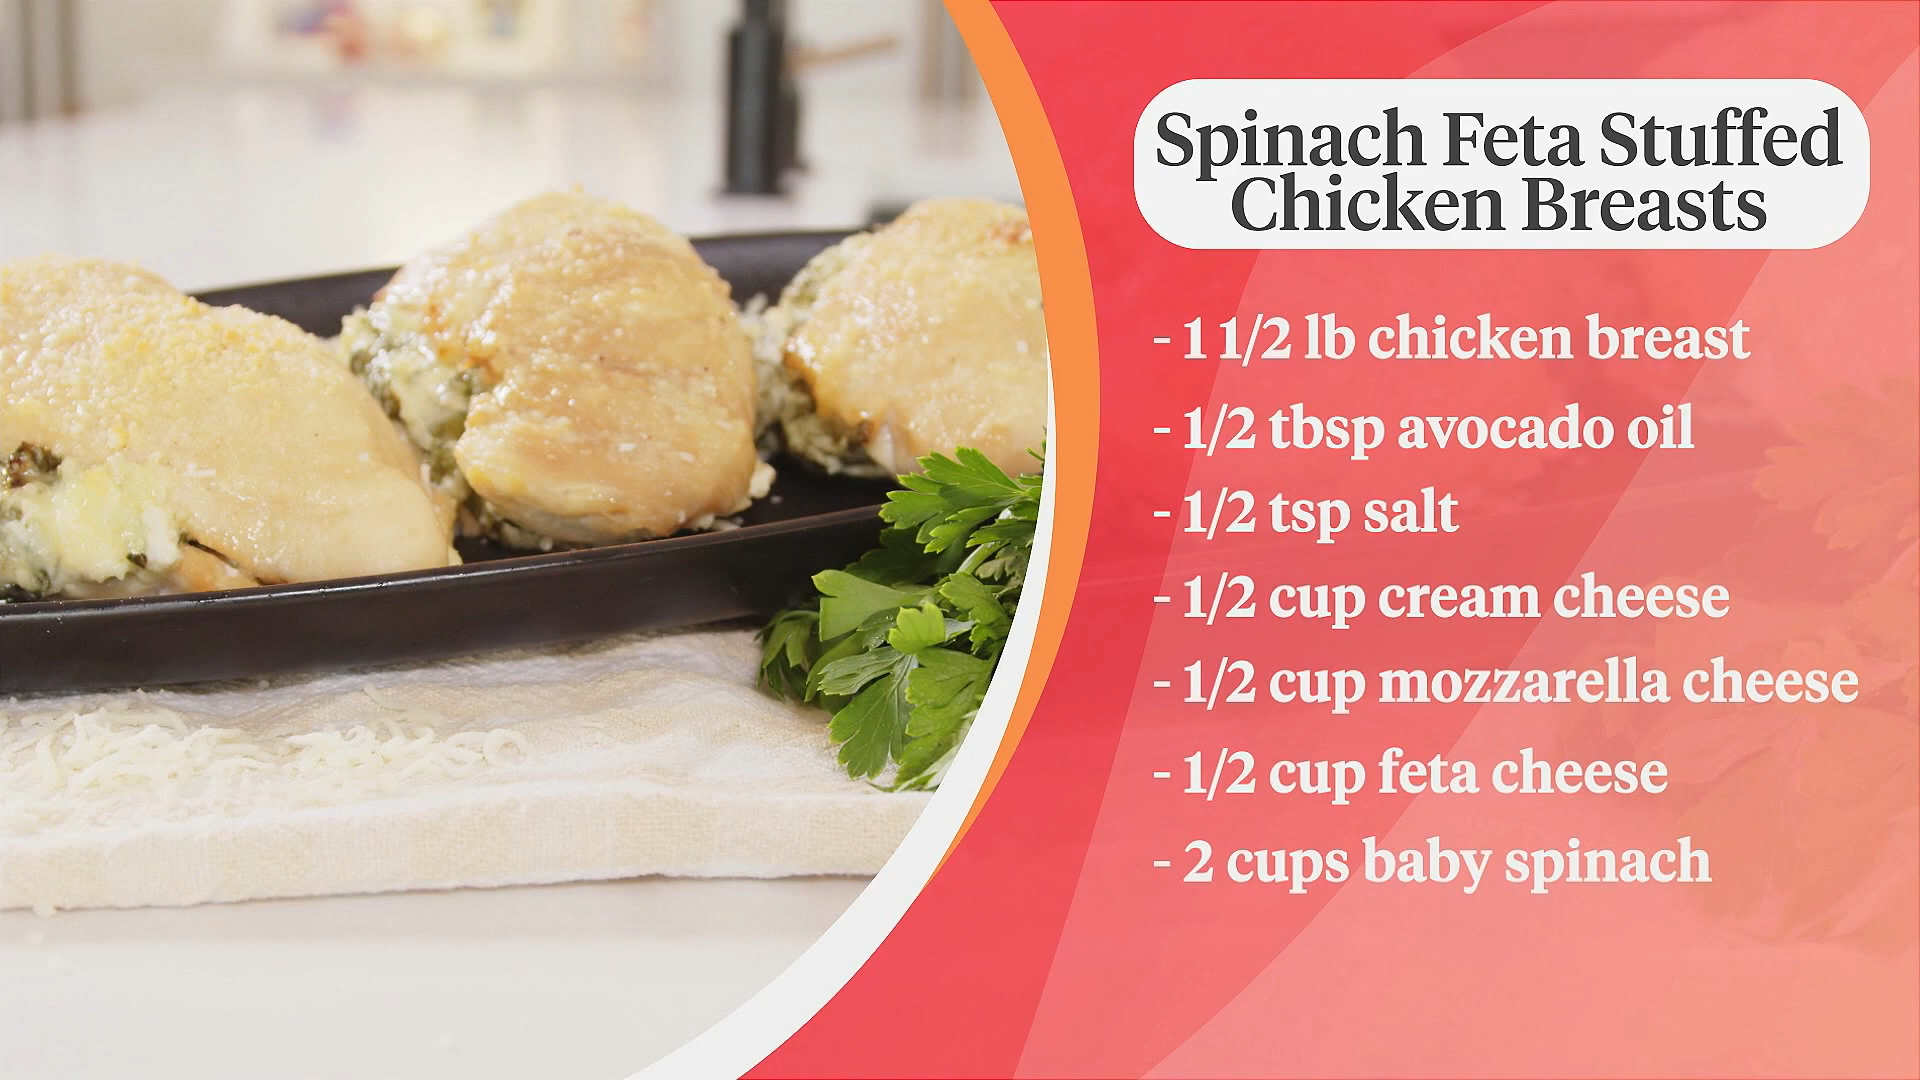 Spinach Feta Stuffed
Chicken Breasts
- 1 1/2 lb chicken breast
- 1/2 tbsp avocado oil
- 1/2 tsp salt
- 1/2 cup cream cheese
- 1/2 cup mozzarella cheese
- 1/2 cup feta cheese
- 2 cups baby spinach